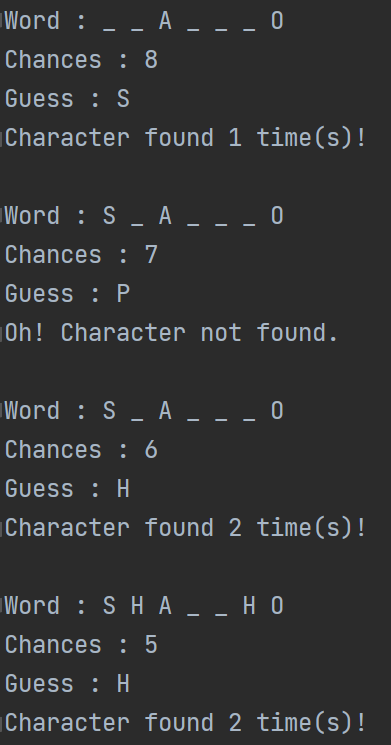 Word : _ _ A _ _ _ O
Chances : 8
Guess : S
Character found 1 time(s)!
Word : S _ A _ _ _ O
Chances : 7
Guess : P
Oh! Character not found.
Word : S _ A _ _ _ O
Chances : 6
Guess : H
Character found 2 time(s)!
Word : S H A _ _ H O
Chances : 5
Guess : H
Character found 2 time(s)!